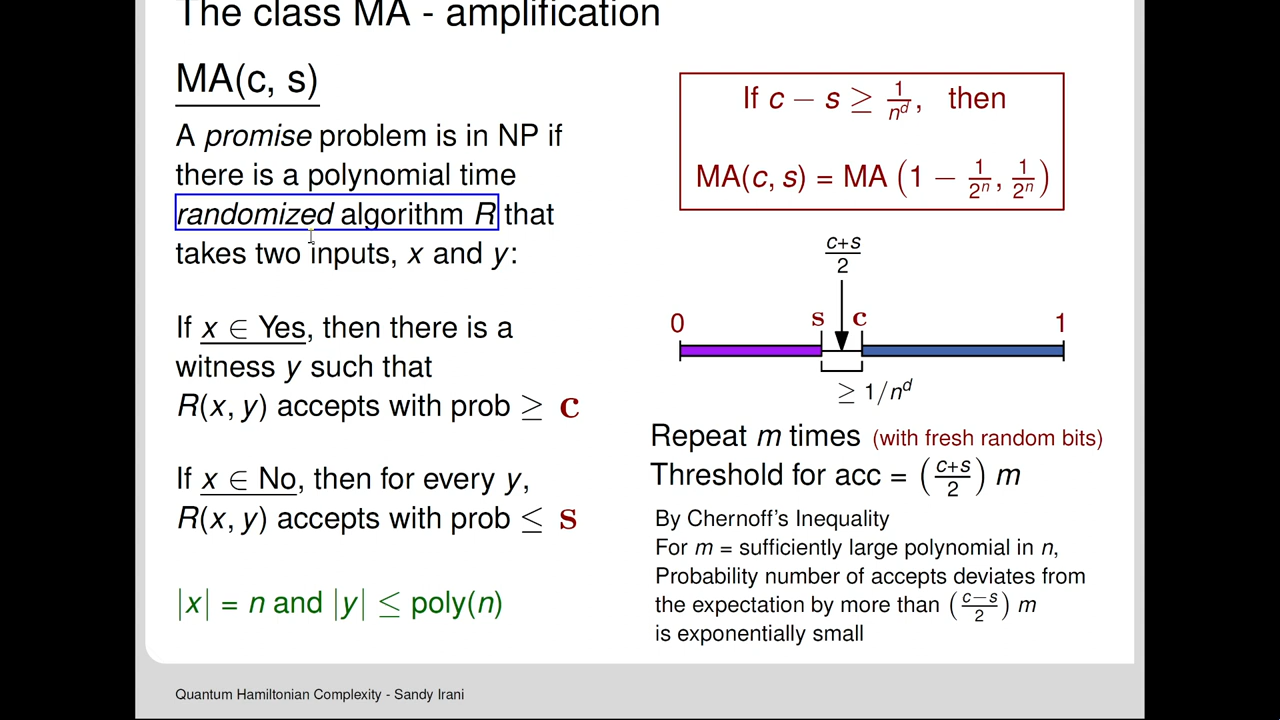 The class MA - amplification
MA(c, s)
A promise problem is in NP if
there is a polynomial time
randomized algorithm R that
takes two inputs, x and y:
If x ∈ Yes, then there is a
witness y such that
R(x, y) accepts with prob ≥ c
If x ∈ No, then for every y,
R(x, y) accepts with prob ≤ s
|x| = n and |y| ≤ poly(n)
If c − s ≥ 1/n^d, then
MA(c, s) = MA (1 − 1/2^n, 1/2^n)
c+s/2
0 s c 1
≥ 1/n^d
Repeat m times (with fresh random bits)
Threshold for acc = (c+s/2) m
By Chernoff's Inequality
For m = sufficiently large polynomial in n,
Probability number of accepts deviates from
the expectation by more than (c−s/2) m
is exponentially small
Quantum Hamiltonian Complexity - Sandy Irani